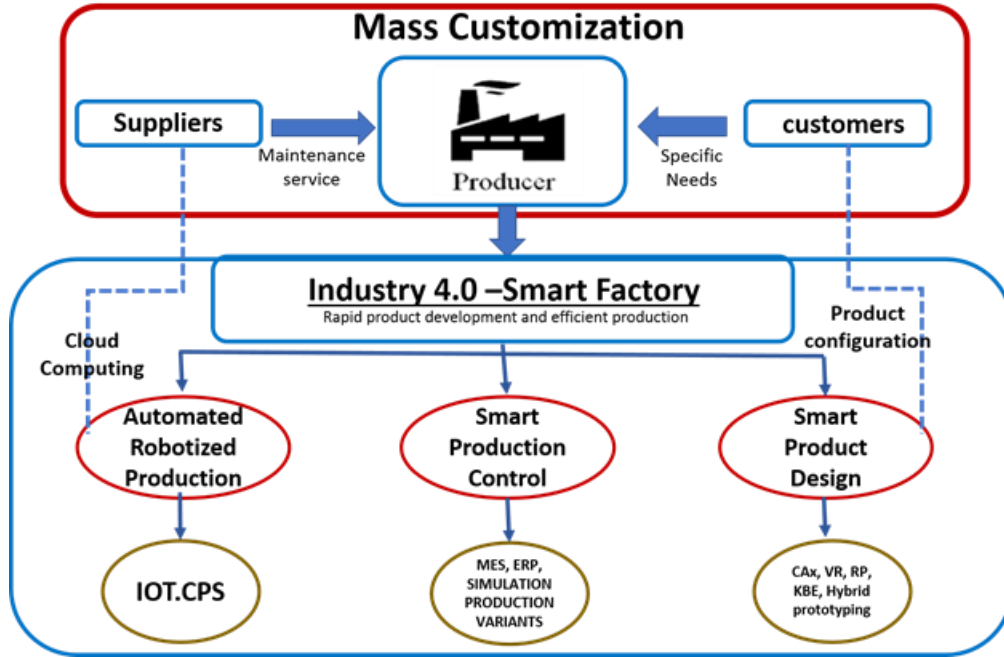 Mass Customization
Suppliers
Maintenance
service
Producer
customers
Specific
Needs
Industry 4.0 –Smart Factory
Rapid product development and efficient production
Cloud
Computing
Product
configuration
Automated
Robotized
Production
Smart
Production
Control
Smart
Product
Design
IOT.CPS
MES, ERP,
SIMULATION
PRODUCTION
VARIANTS
CAx, VR, RP,
KBE, Hybrid
prototyping